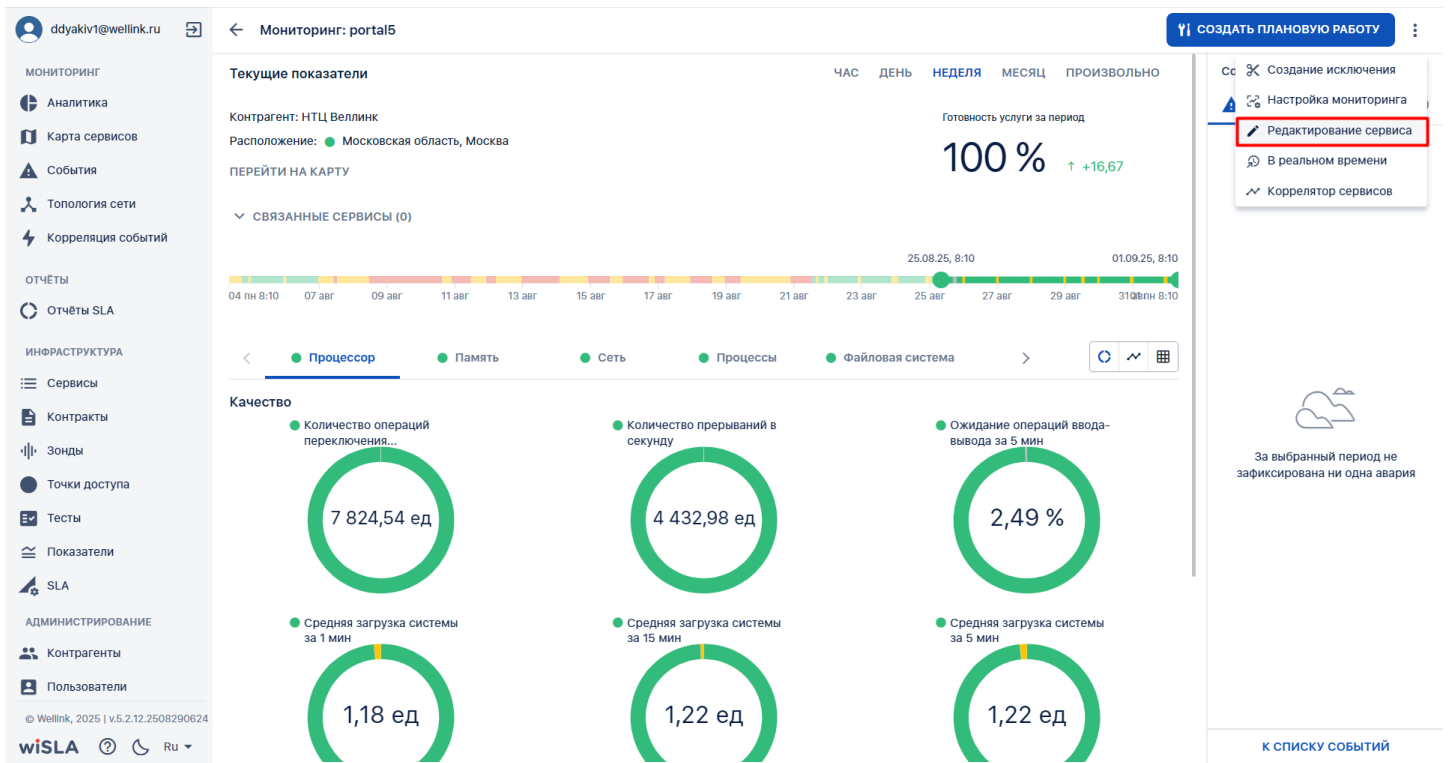 ddyakiv1@wellink.ru
МОНИТОРИНГ
Аналитика
Карта сервисов
События
Топология сети
Корреляция событий
ОТЧЁТЫ
Отчёты SLA
ИНФРАСТРУКТУРА
Сервисы
Контракты
Зонды
Точки доступа
Тесты
Показатели
SLA
АДМИНИСТРИРОВАНИЕ
Контрагенты
Пользователи
© Wellink, 2025 | v.5.2.12.2508290624
wiSLA ? Ru
Мониторинг: portal5
СОЗДАТЬ ПЛАНОВУЮ РАБОТУ
Текущие показатели
ЧАС ДЕНЬ НЕДЕЛЯ МЕСЯЦ ПРОИЗВОЛЬНО
Контрагент: НТЦ Веллинк
Расположение: Московская область, Москва
ПЕРЕЙТИ НА КАРТУ
Готовность услуги за период
100 % ↑ +16,67
СВЯЗАННЫЕ СЕРВИСЫ (0)
25.08.25, 8:10 01.09.25, 8:10
04 пн 8:10 07 авг 09 авг 11 авг 13 авг 15 авг 17 авг 19 авг 21 авг 23 авг 25 авг 27 авг 29 авг
Процессор Память Сеть Процессы Файловая система
Качество
Количество операций
переключения...
7 824,54 ед
Количество прерываний в
секунду
4 432,98 ед
Ожидание операций ввода-
вывода за 5 мин
2,49 %
Средняя загрузка системы
за 1 мин
1,18 ед
Средняя загрузка системы
за 15 мин
1,22 ед
Средняя загрузка системы
за 5 мин
1,22 ед
Создание исключения
Настройка мониторинга
Редактирование сервиса
В реальном времени
Коррелятор сервисов
За выбранный период не
зафиксирована ни одна авария
К СПИСКУ СОБЫТИЙ